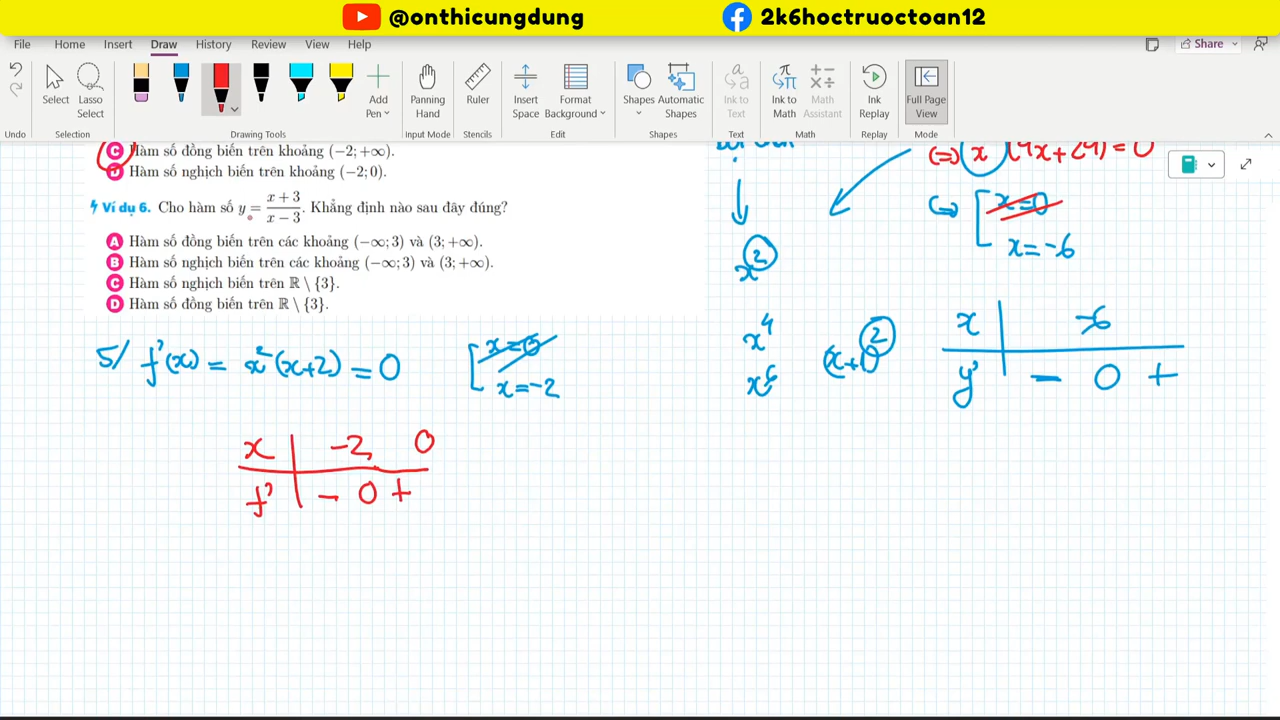 @onthicungdung
2k6hoctructoan12
File Home Insert Draw History Review View Help
Share
Select
Lasso Select
Add Pen
Panning Hand
Ruler
Insert Space
Format Background
Shapes
Automatic Shapes
Ink to Text
Ink to Math
Math Assistant
Ink Replay
Full Page View
Undo
Selection
Drawing Tools
Input Mode
Stencils
Edit
Shapes
Text
Math
Replay
Mode
C Hàm số đồng biến trên khoảng (−2; +∞).
Hàm số nghịch biến trên khoảng (−2; 0).
Ví dụ 6. Cho hàm số y = (x + 3)/(x − 3). Khẳng định nào sau đây đúng?
A Hàm số đồng biến trên các khoảng (−∞; 3) và (3; +∞).
B Hàm số nghịch biến trên các khoảng (−∞; 3) và (3; +∞).
C Hàm số nghịch biến trên ℝ \ {3}.
D Hàm số đồng biến trên ℝ \ {3}.
5/ f'(x) = x²(x+2) = 0
x=0
x=-2
x -2 0
f' - 0 +
x²
x⁴
x⁶
x=0
x=-6
x -6
y' - 0 +